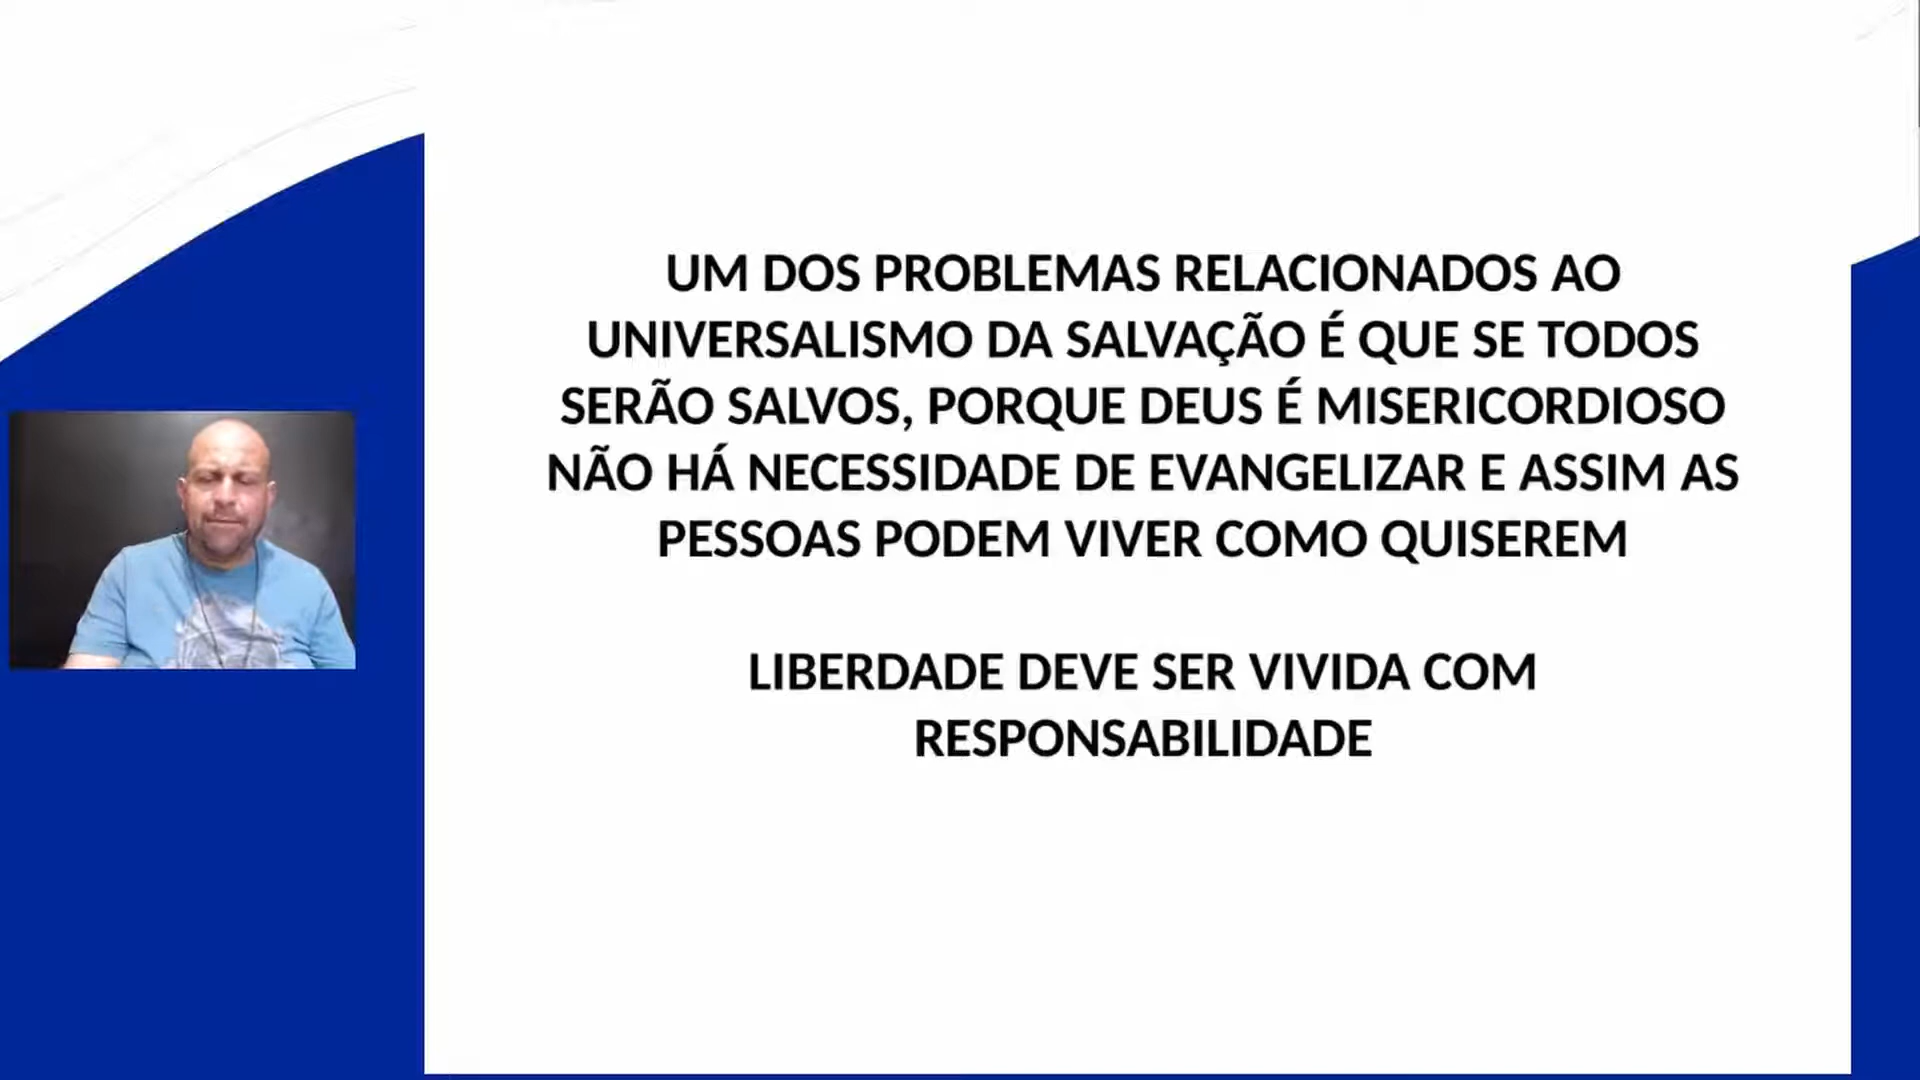 UM DOS PROBLEMAS RELACIONADOS AO
UNIVERSALISMO DA SALVAÇÃO É QUE SE TODOS
SERÃO SALVOS, PORQUE DEUS É MISERICORDIOSO
NÃO HÁ NECESSIDADE DE EVANGELIZAR E ASSIM AS
PESSOAS PODEM VIVER COMO QUISEREM
LIBERDADE DEVE SER VIVIDA COM
RESPONSABILIDADE